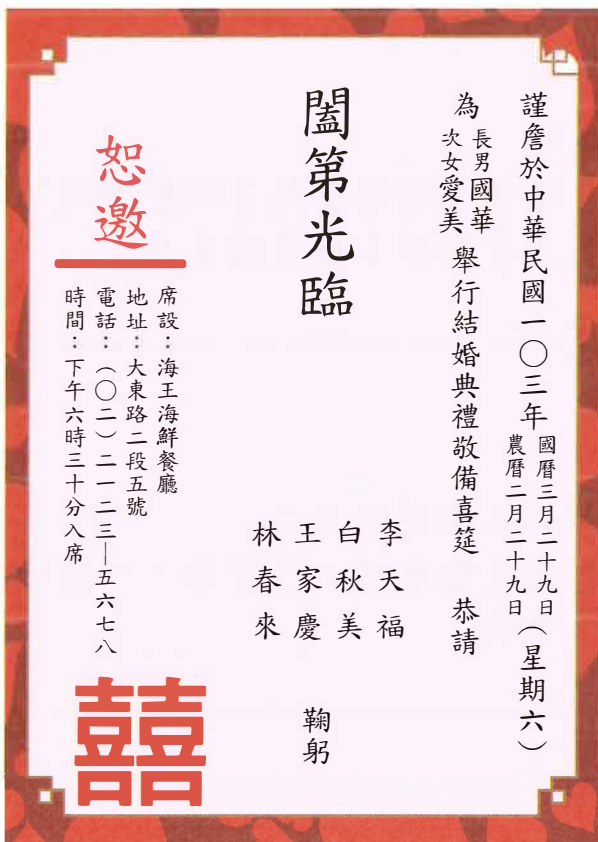 謹詹於中華民國一〇三年國曆三月二十九日農曆二月二十九日（星期六）
為長男國華次女愛美舉行結婚典禮敬備喜筵　恭請
闔第光臨
李天福
白秋美
王家慶
林春來
鞠躬
恕邀
席設：海王海鮮餐廳
地址：大東路二段五號
電話：（〇二）二一二三—五六七八
時間：下午六時三十分入席
囍